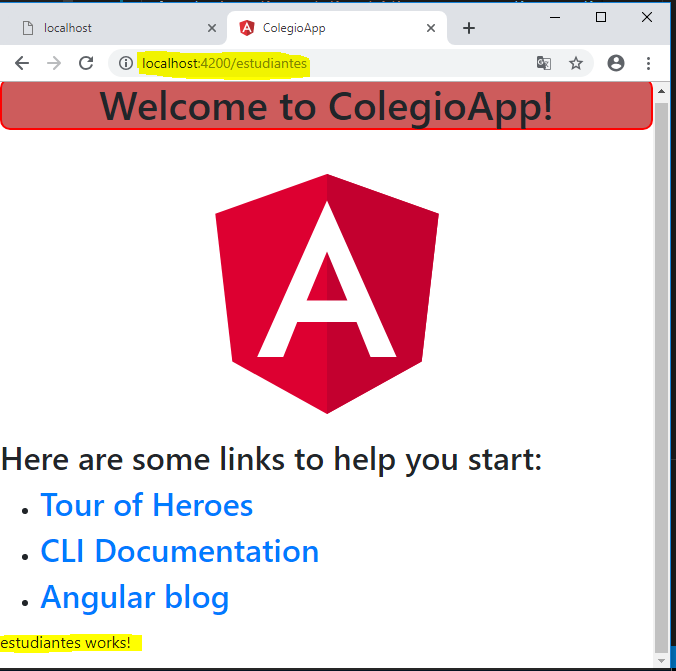 localhost
ColegioApp
localhost:4200/estudiantes
Welcome to ColegioApp!
A
Here are some links to help you start:
Tour of Heroes
CLI Documentation
Angular blog
estudiantes works!